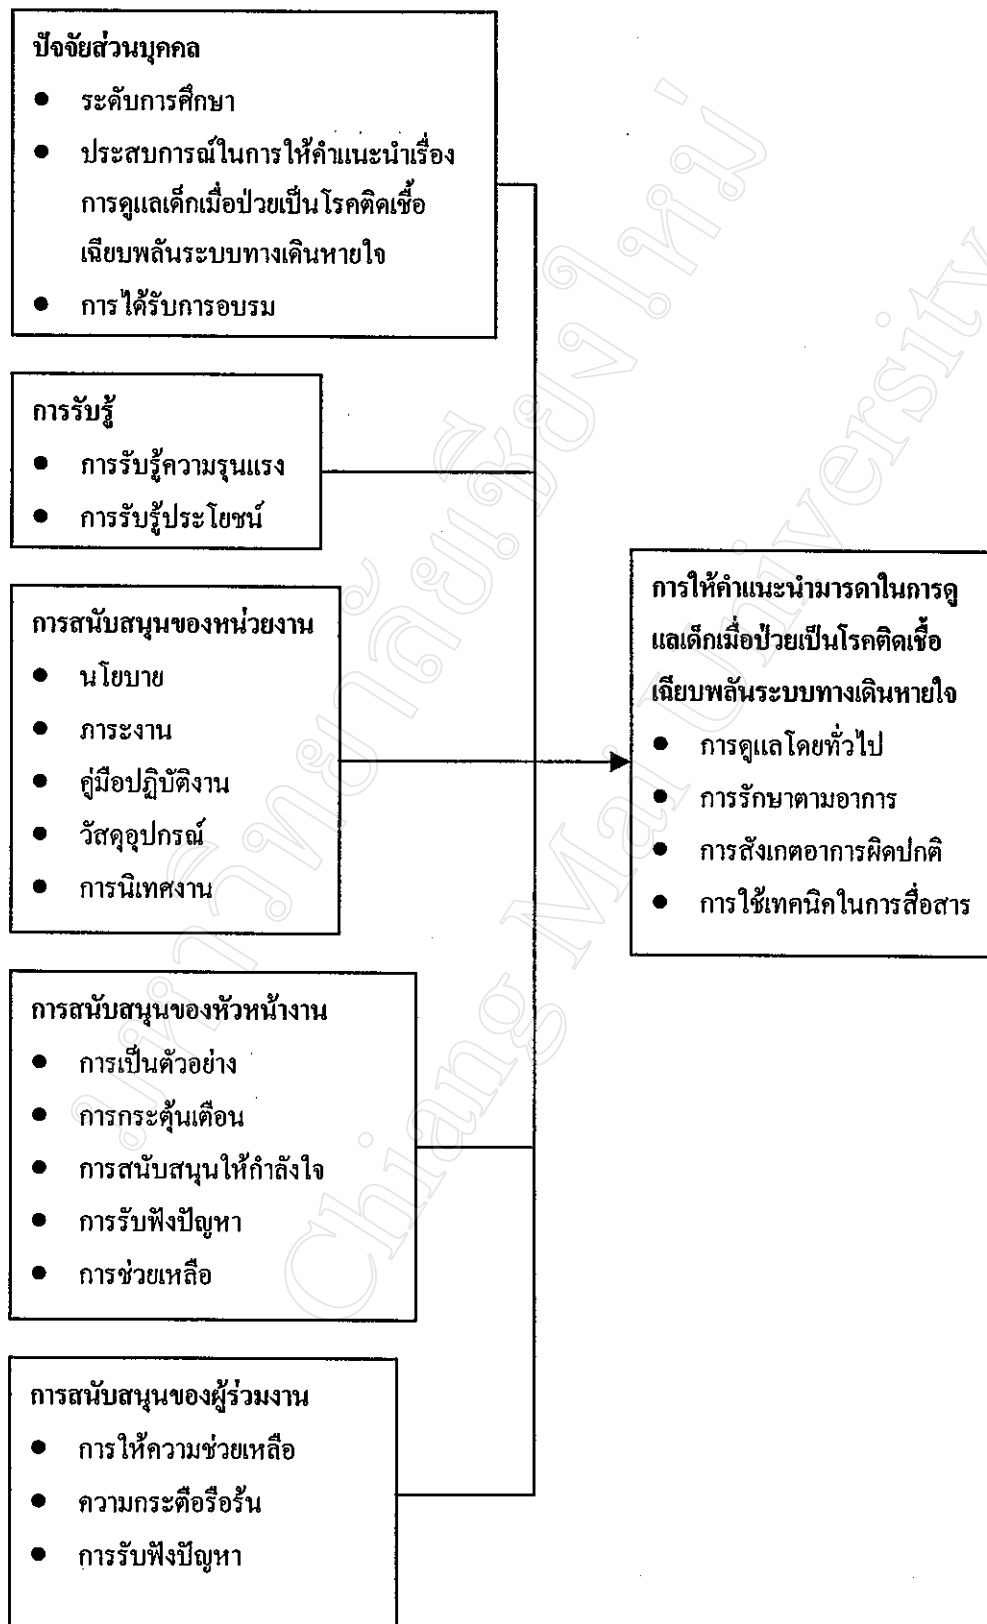 ปัจจัยส่วนบุคคล
● ระดับการศึกษา
● ประสบการณ์ในการให้คำแนะนำเรื่อง
การดูแลเด็กเมื่อป่วยเป็นโรคติดเชื้อ
เฉียบพลันระบบทางเดินหายใจ
● การได้รับการอบรม
การรับรู้
● การรับรู้ความรุนแรง
● การรับรู้ประโยชน์
การสนับสนุนของหน่วยงาน
● นโยบาย
● ภาระงาน
● คู่มือปฏิบัติงาน
● วัสดุอุปกรณ์
● การนิเทศงาน
การสนับสนุนของหัวหน้างาน
● การเป็นตัวอย่าง
● การกระตุ้นเตือน
● การสนับสนุนให้กำลังใจ
● การรับฟังปัญหา
● การช่วยเหลือ
การสนับสนุนของผู้ร่วมงาน
● การให้ความช่วยเหลือ
● ความกระตือรือร้น
● การรับฟังปัญหา
การให้คำแนะนำมารดาในการดู
แลเด็กเมื่อป่วยเป็นโรคติดเชื้อ
เฉียบพลันระบบทางเดินหายใจ
● การดูแลโดยทั่วไป
● การรักษาตามอาการ
● การสังเกตอาการผิดปกติ
● การใช้เทคนิคในการสื่อสาร
มหาวิทยาลัยเชียงใหม่
Chiang Mai University